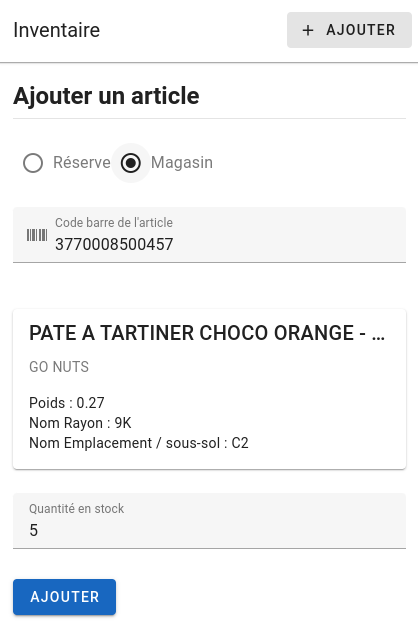 Inventaire
+ AJOUTER
Ajouter un article
Réserve Magasin
Code barre de l'article
3770008500457
PATE A TARTINER CHOCO ORANGE - ...
GO NUTS
Poids : 0.27
Nom Rayon : 9K
Nom Emplacement / sous-sol : C2
Quantité en stock
5
AJOUTER